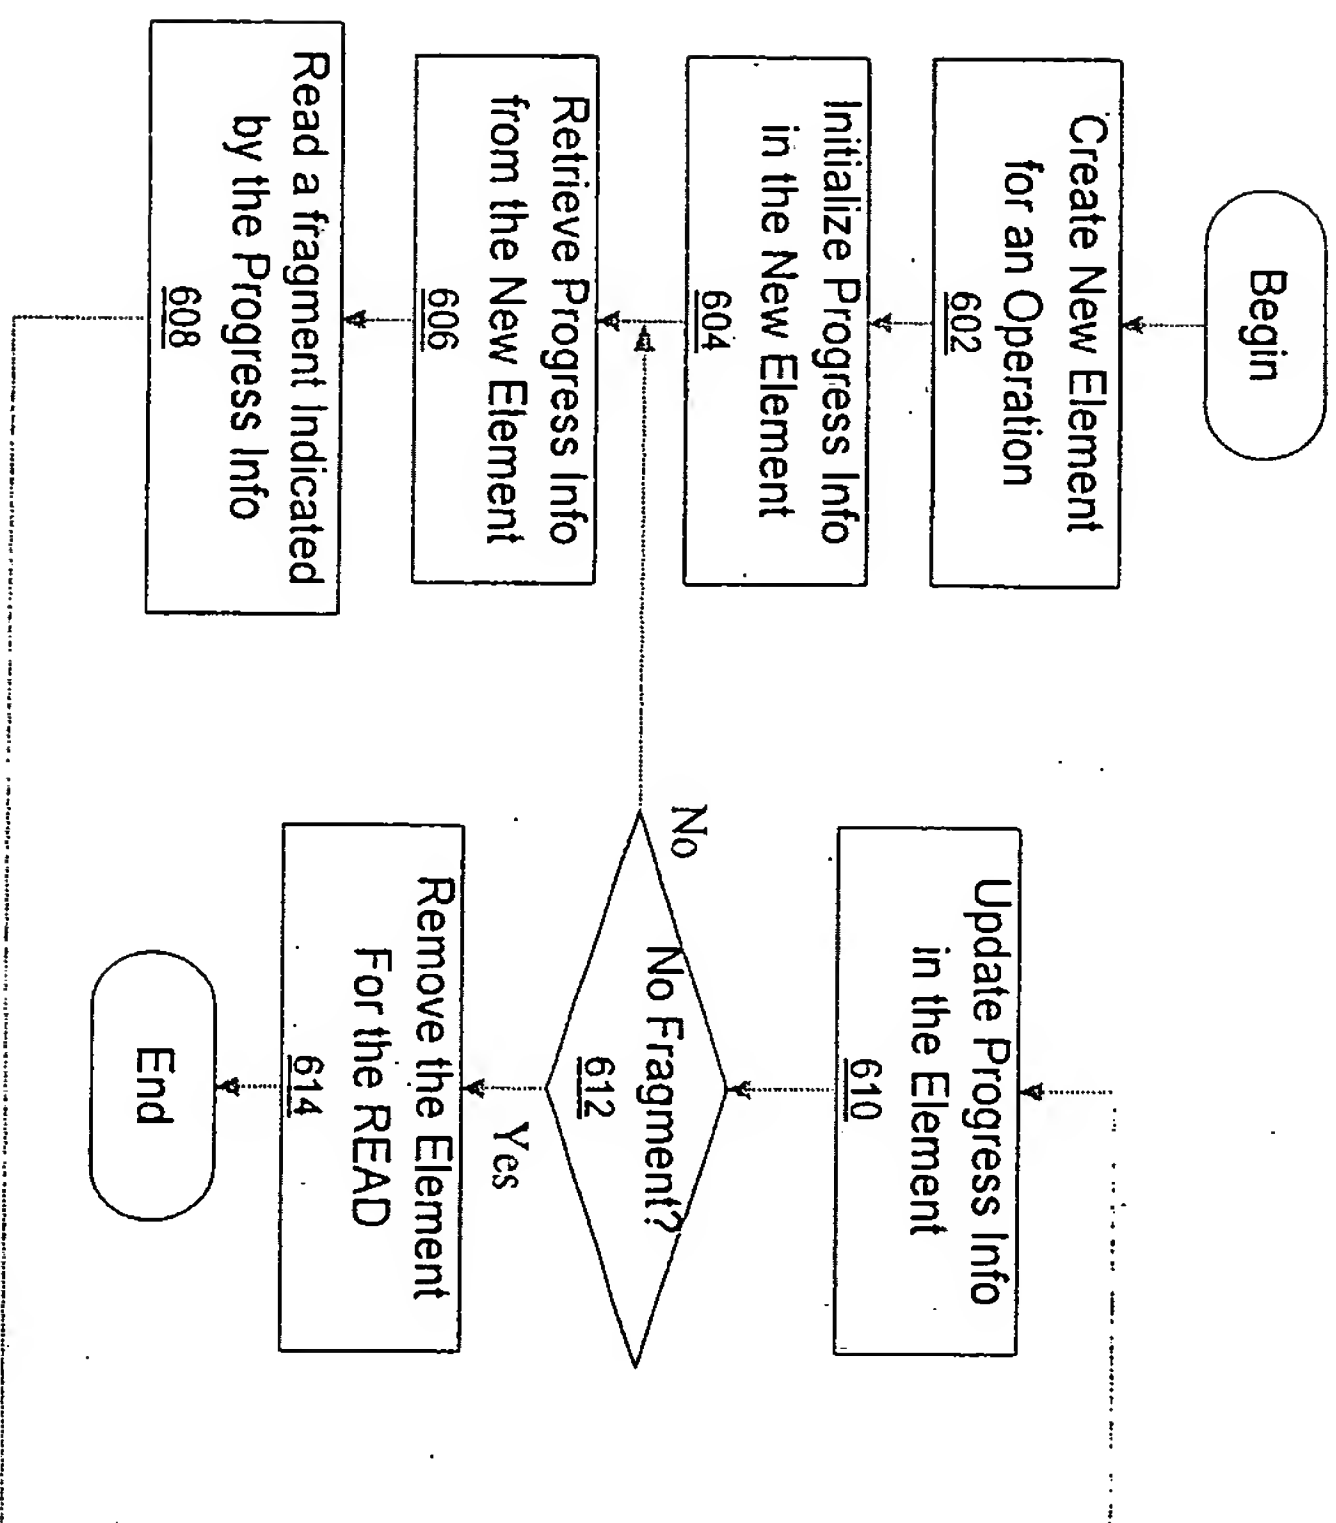 Begin
Create New Element
for an Operation
602
Initialize Progress Info
in the New Element
604
Retrieve Progress Info
from the New Element
606
Read a fragment Indicated
by the Progress Info
608
Update Progress Info
in the Element
610
No Fragment?
612
No
Yes
Remove the Element
For the READ
614
End